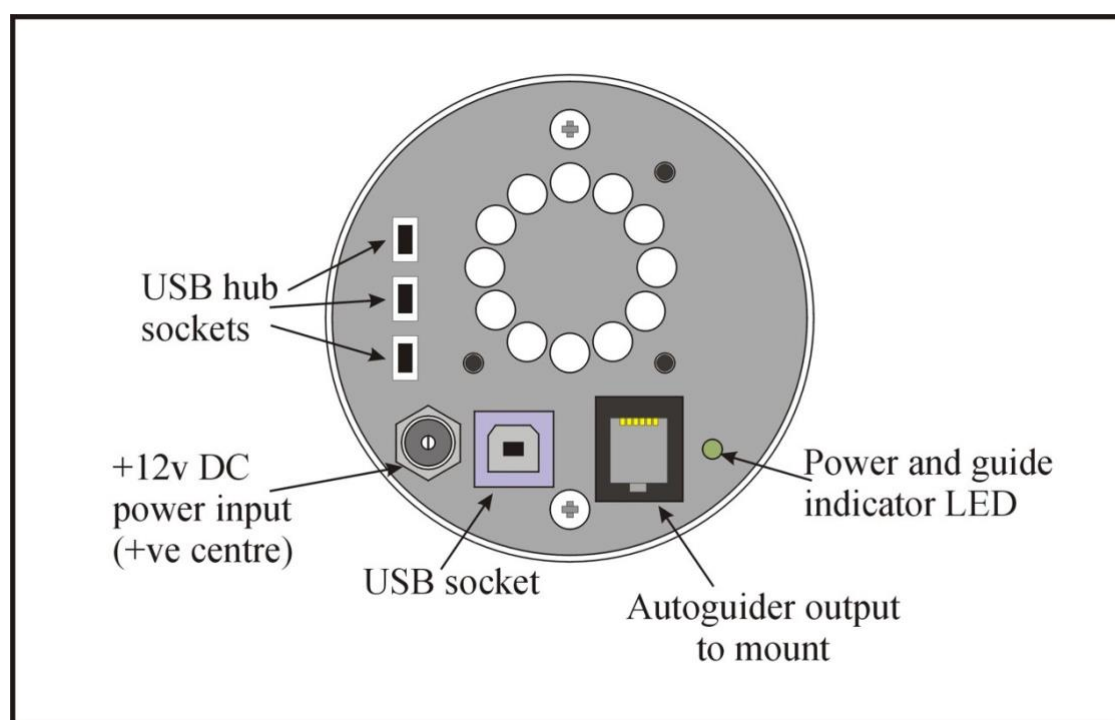 USB hub
sockets
+12v DC
power input
(+ve centre)
USB socket
Autoguider output
to mount
Power and guide
indicator LED